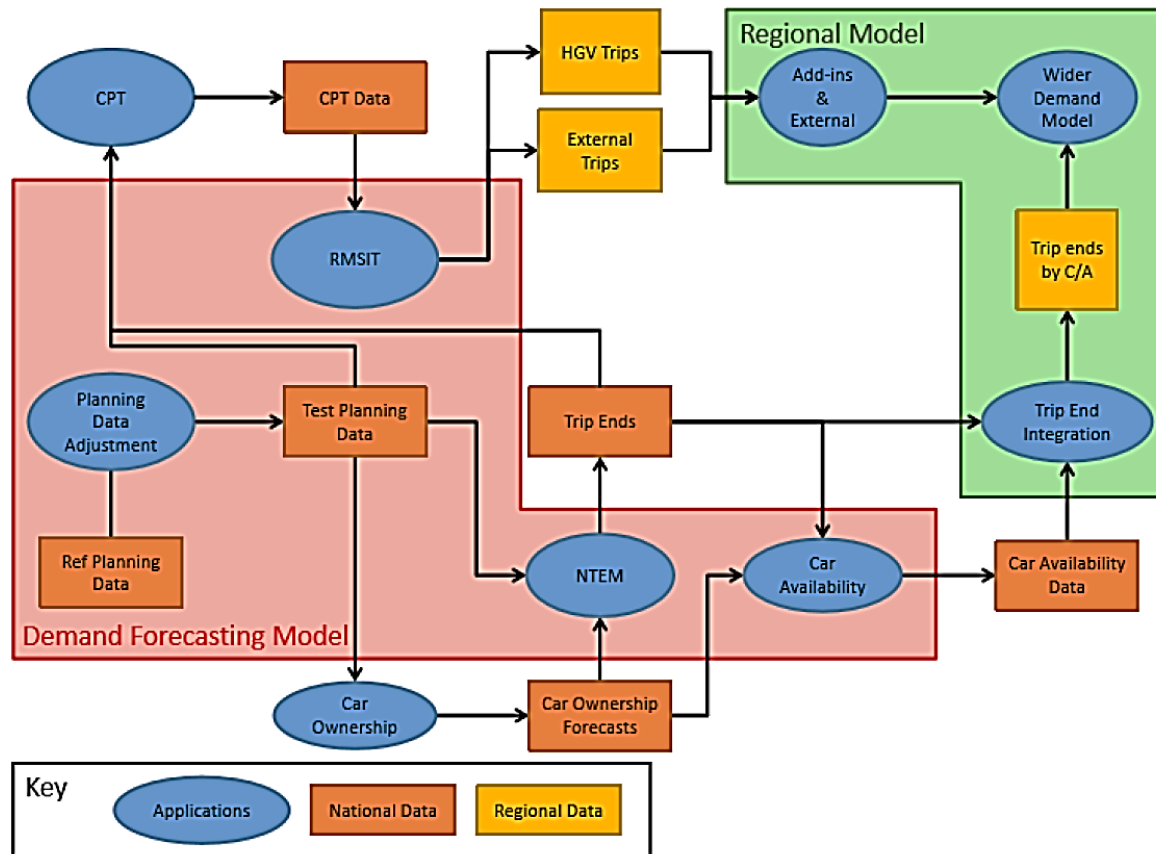 Regional Model
CPT
CPT Data
HGV Trips
External
Trips
Add-ins
&
External
Wider
Demand
Model
RMSIT
Trip ends
by C/A
Planning
Data
Adjustment
Test Planning
Data
Trip Ends
Trip End
Integration
Ref Planning
Data
NTEM
Car
Availability
Car Availability
Data
Demand Forecasting Model
Car
Ownership
Car Ownership
Forecasts
Key
Applications
National Data
Regional Data